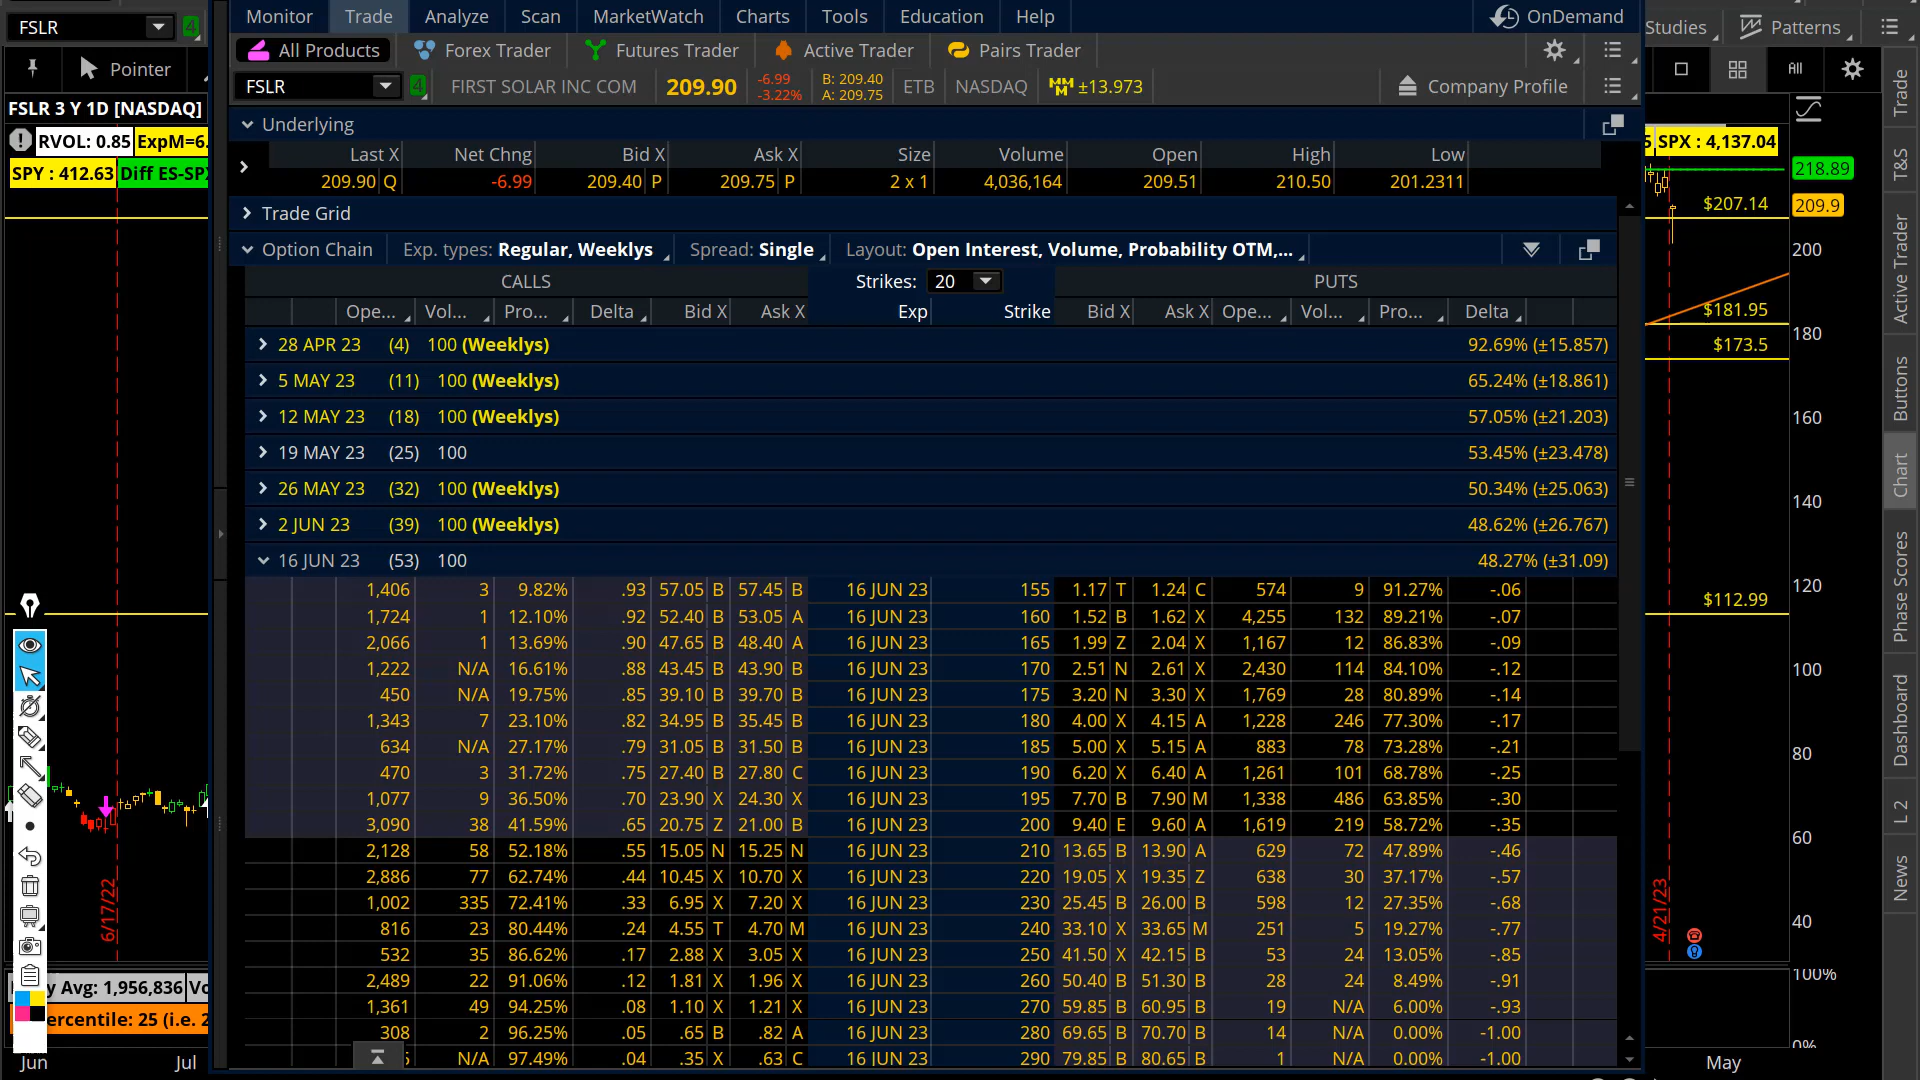 FSLR
4
Monitor Trade Analyze Scan MarketWatch Charts Tools Education Help OnDemand
Studies Patterns
Pointer
All Products Forex Trader Futures Trader Active Trader Pairs Trader
All
FSLR 4 FIRST SOLAR INC COM 209.90 -6.99 -3.22% B: 209.40 A: 209.75 ETB NASDAQ MM ±13.973 Company Profile
FSLR 3 Y 1D [NASDAQ]
RVOL: 0.85 ExpM=6.
SPY : 412.63 Diff ES-SPX
5 SPX : 4,137.04
Underlying
Last X Net Chng Bid X Ask X Size Volume Open High Low
209.90 Q -6.99 209.40 P 209.75 P 2 x 1 4,036,164 209.51 210.50 201.2311
Trade Grid
Option Chain Exp. types: Regular, Weeklys Spread: Single Layout: Open Interest, Volume, Probability OTM,...
CALLS Strikes: 20 PUTS
Ope... Vol... Pro... Delta Bid X Ask X Exp Strike Bid X Ask X Ope... Vol... Pro... Delta
28 APR 23 (4) 100 (Weeklys) 92.69% (±15.857)
5 MAY 23 (11) 100 (Weeklys) 65.24% (±18.861)
12 MAY 23 (18) 100 (Weeklys) 57.05% (±21.203)
19 MAY 23 (25) 100 53.45% (±23.478)
26 MAY 23 (32) 100 (Weeklys) 50.34% (±25.063)
2 JUN 23 (39) 100 (Weeklys) 48.62% (±26.767)
16 JUN 23 (53) 100 48.27% (±31.09)
1,406 3 9.82% .93 57.05 B 57.45 B 16 JUN 23 155 1.17 T 1.24 C 574 9 91.27% -.06
1,724 1 12.10% .92 52.40 B 53.05 A 16 JUN 23 160 1.52 B 1.62 X 4,255 132 89.21% -.07
2,066 1 13.69% .90 47.65 B 48.40 A 16 JUN 23 165 1.99 Z 2.04 X 1,167 12 86.83% -.09
1,222 N/A 16.61% .88 43.45 B 43.90 B 16 JUN 23 170 2.51 N 2.61 X 2,430 114 84.10% -.12
450 N/A 19.75% .85 39.10 B 39.70 B 16 JUN 23 175 3.20 N 3.30 X 1,769 28 80.89% -.14
1,343 7 23.10% .82 34.95 B 35.45 B 16 JUN 23 180 4.00 X 4.15 A 1,228 246 77.30% -.17
634 N/A 27.17% .79 31.05 B 31.50 B 16 JUN 23 185 5.00 X 5.15 A 883 78 73.28% -.21
470 3 31.72% .75 27.40 B 27.80 C 16 JUN 23 190 6.20 X 6.40 A 1,261 101 68.78% -.25
1,077 9 36.50% .70 23.90 X 24.30 X 16 JUN 23 195 7.70 B 7.90 M 1,338 486 63.85% -.30
3,090 38 41.59% .65 20.75 Z 21.00 B 16 JUN 23 200 9.40 E 9.60 A 1,619 219 58.72% -.35
2,128 58 52.18% .55 15.05 N 15.25 N 16 JUN 23 210 13.65 B 13.90 A 629 72 47.89% -.46
2,886 77 62.74% .44 10.45 X 10.70 X 16 JUN 23 220 19.05 X 19.35 Z 638 30 37.17% -.57
1,002 335 72.41% .33 6.95 X 7.20 X 16 JUN 23 230 25.45 B 26.00 B 598 12 27.35% -.68
816 23 80.44% .24 4.55 T 4.70 M 16 JUN 23 240 33.10 X 33.65 M 251 5 19.27% -.77
532 35 86.62% .17 2.88 X 3.05 X 16 JUN 23 250 41.50 X 42.15 B 53 24 13.05% -.85
2,489 22 91.06% .12 1.81 X 1.96 X 16 JUN 23 260 50.40 B 51.30 B 28 24 8.49% -.91
1,361 49 94.25% .08 1.10 X 1.21 X 16 JUN 23 270 59.85 B 60.95 B 19 N/A 6.00% -.93
308 2 96.25% .05 .65 B .82 A 16 JUN 23 280 69.65 B 70.70 B 14 N/A 0.00% -1.00
N/A 97.49% .04 .35 X .63 C 16 JUN 23 290 79.85 B 80.65 B 1 N/A 0.00% -1.00
6/17/22
y Avg: 1,956,836 Vo
ercentile: 25 (i.e. 2
Jun Jul
218.89
$207.14 209.9
200
$181.95
180
$173.5
160
140
120
$112.99
100
80
60
40
4/21/23
100%
0%
May
Trade
T&S
Active Trader
Buttons
Chart
Phase Scores
Dashboard
L 2
News